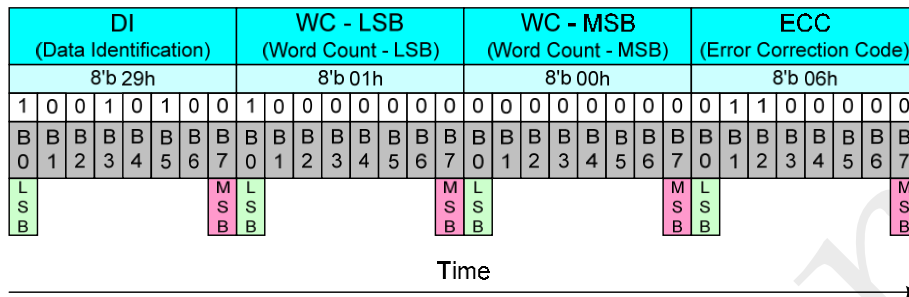 DI WC - LSB WC - MSB ECC
(Data Identification) (Word Count - LSB) (Word Count - MSB) (Error Correction Code)
8'b 29h 8'b 01h 8'b 00h 8'b 06h
1 0 0 1 0 1 0 0 1 0 0 0 0 0 0 0 0 0 0 0 0 0 0 0 0 1 1 0 0 0 0 0
B B B B B B B B B B B B B B B B B B B B B B B B B B B B B B B B
0 1 2 3 4 5 6 7 0 1 2 3 4 5 6 7 0 1 2 3 4 5 6 7 0 1 2 3 4 5 6 7
L M L M L M L M
S S S S S S S S
B B B B B B B B
Time